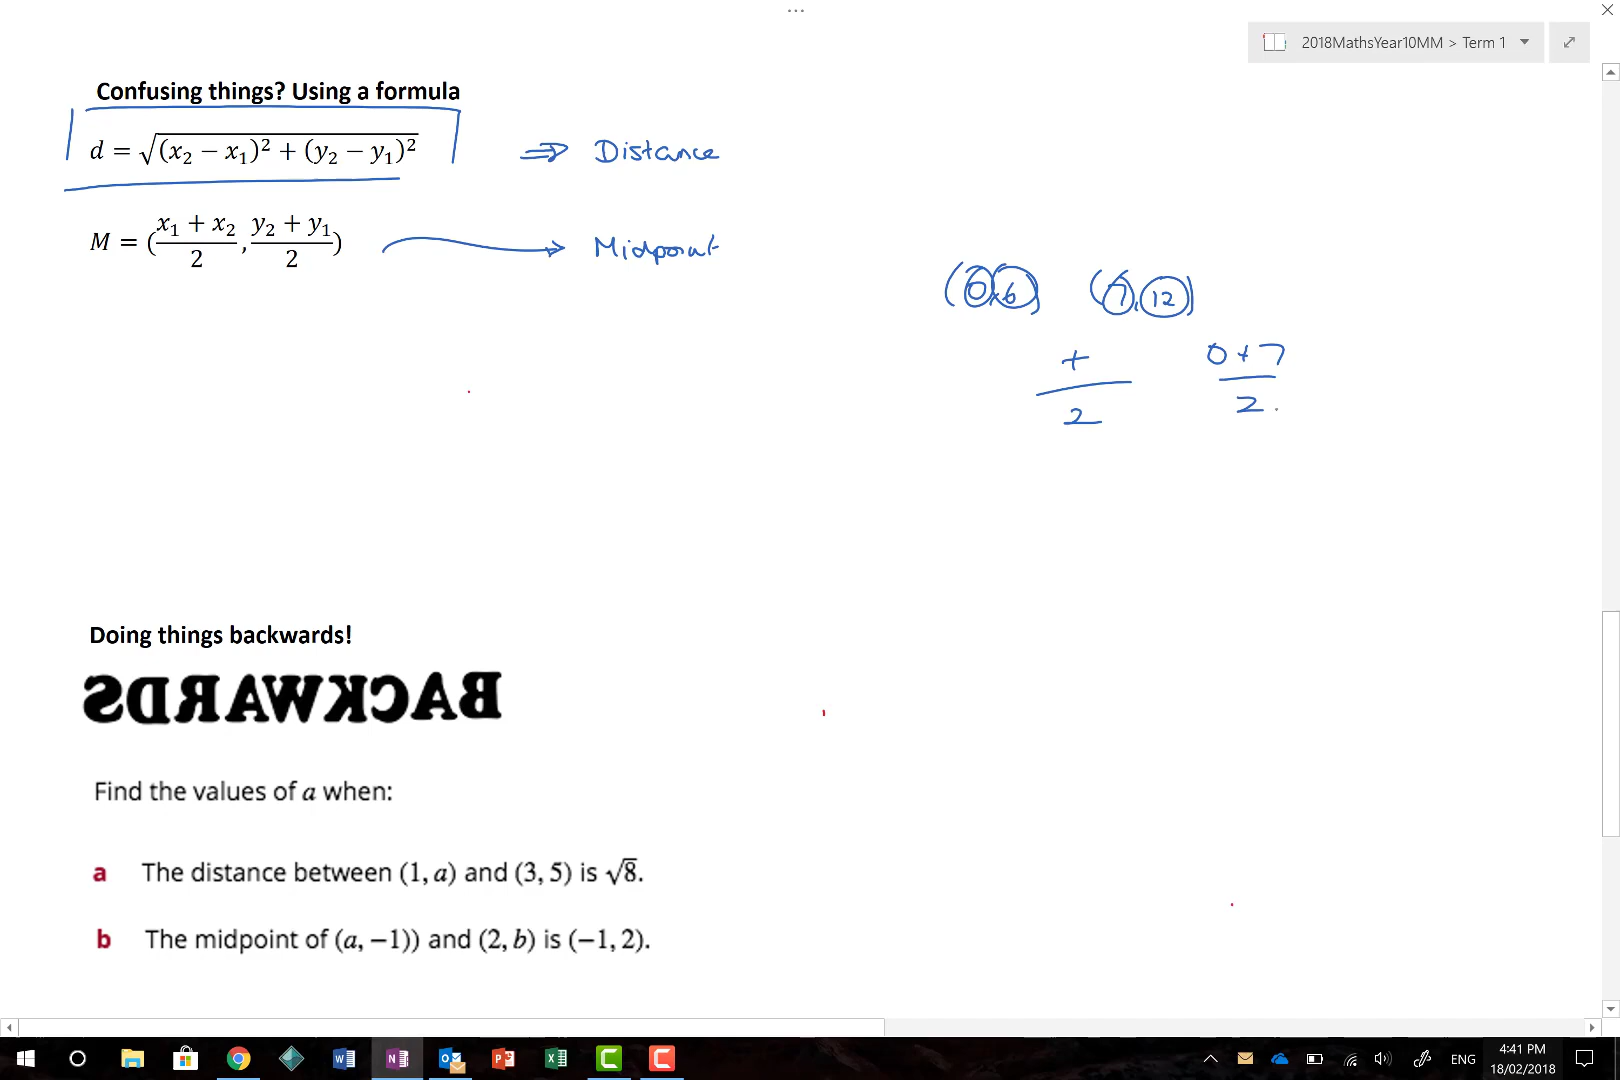 2018MathsYear10MM > Term 1
Confusing things? Using a formula
d = √(x₂ − x₁)² + (y₂ − y₁)²
⇒ Distance
M = (x₁ + x₂/2, y₂ + y₁/2)
→ Midpoint
(0,6) (7,12)
+/2
0+7/2
Doing things backwards!
BACKWARDS
Find the values of a when:
a The distance between (1, a) and (3, 5) is √8.
b The midpoint of (a, −1)) and (2, b) is (−1, 2).
ENG
4:41 PM
18/02/2018